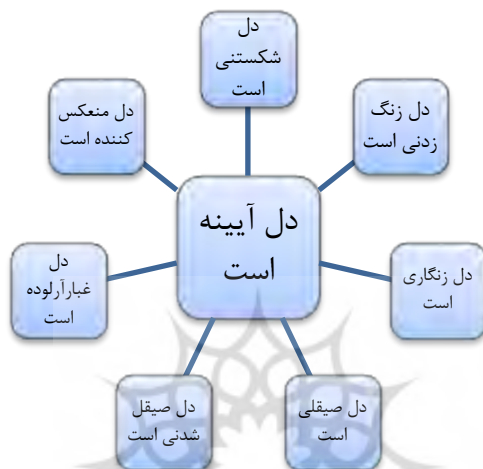 دل
شکستنی
است
دل زنگ
زدنی است
دل منعکس
کننده است
دل آیینه
است
دل زنگاری
است
دل
غبارآرلوده
است
دل صیقلی
است
دل صیقل
شدنی است